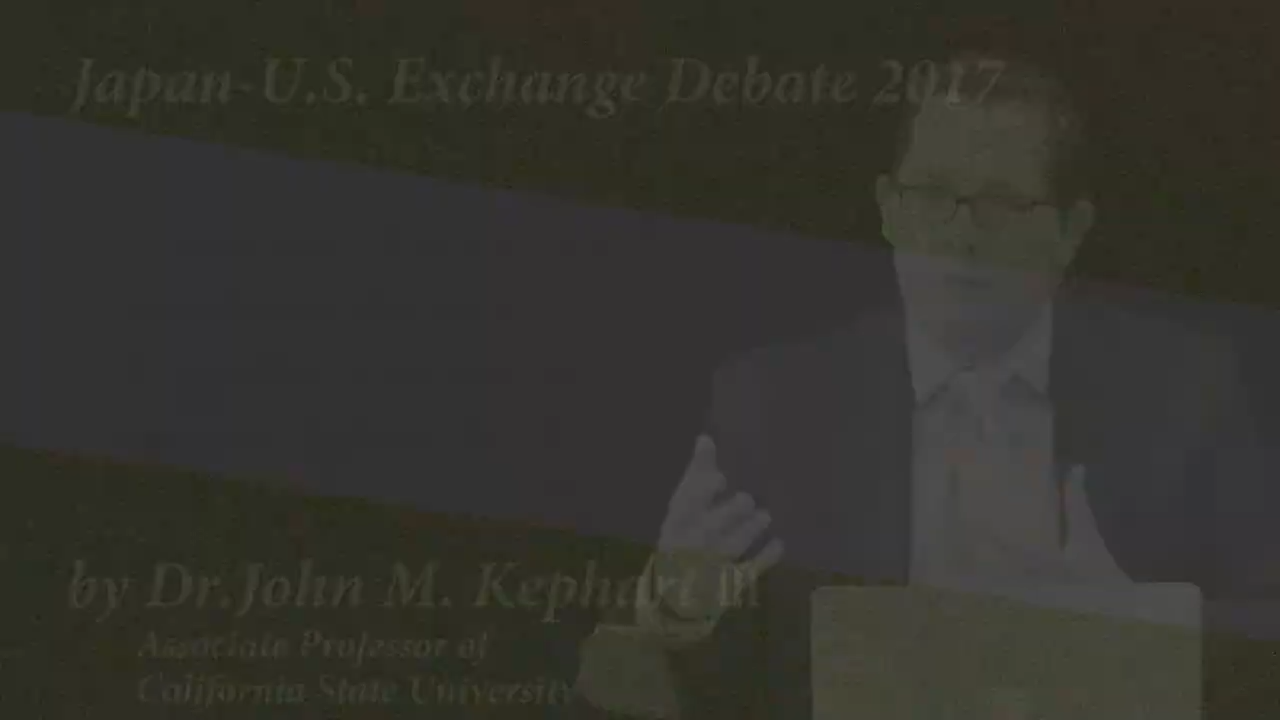 Japan-U.S. Exchange Debate 2017
by Dr.John M. Kephart III
Associate Professor of
California State University